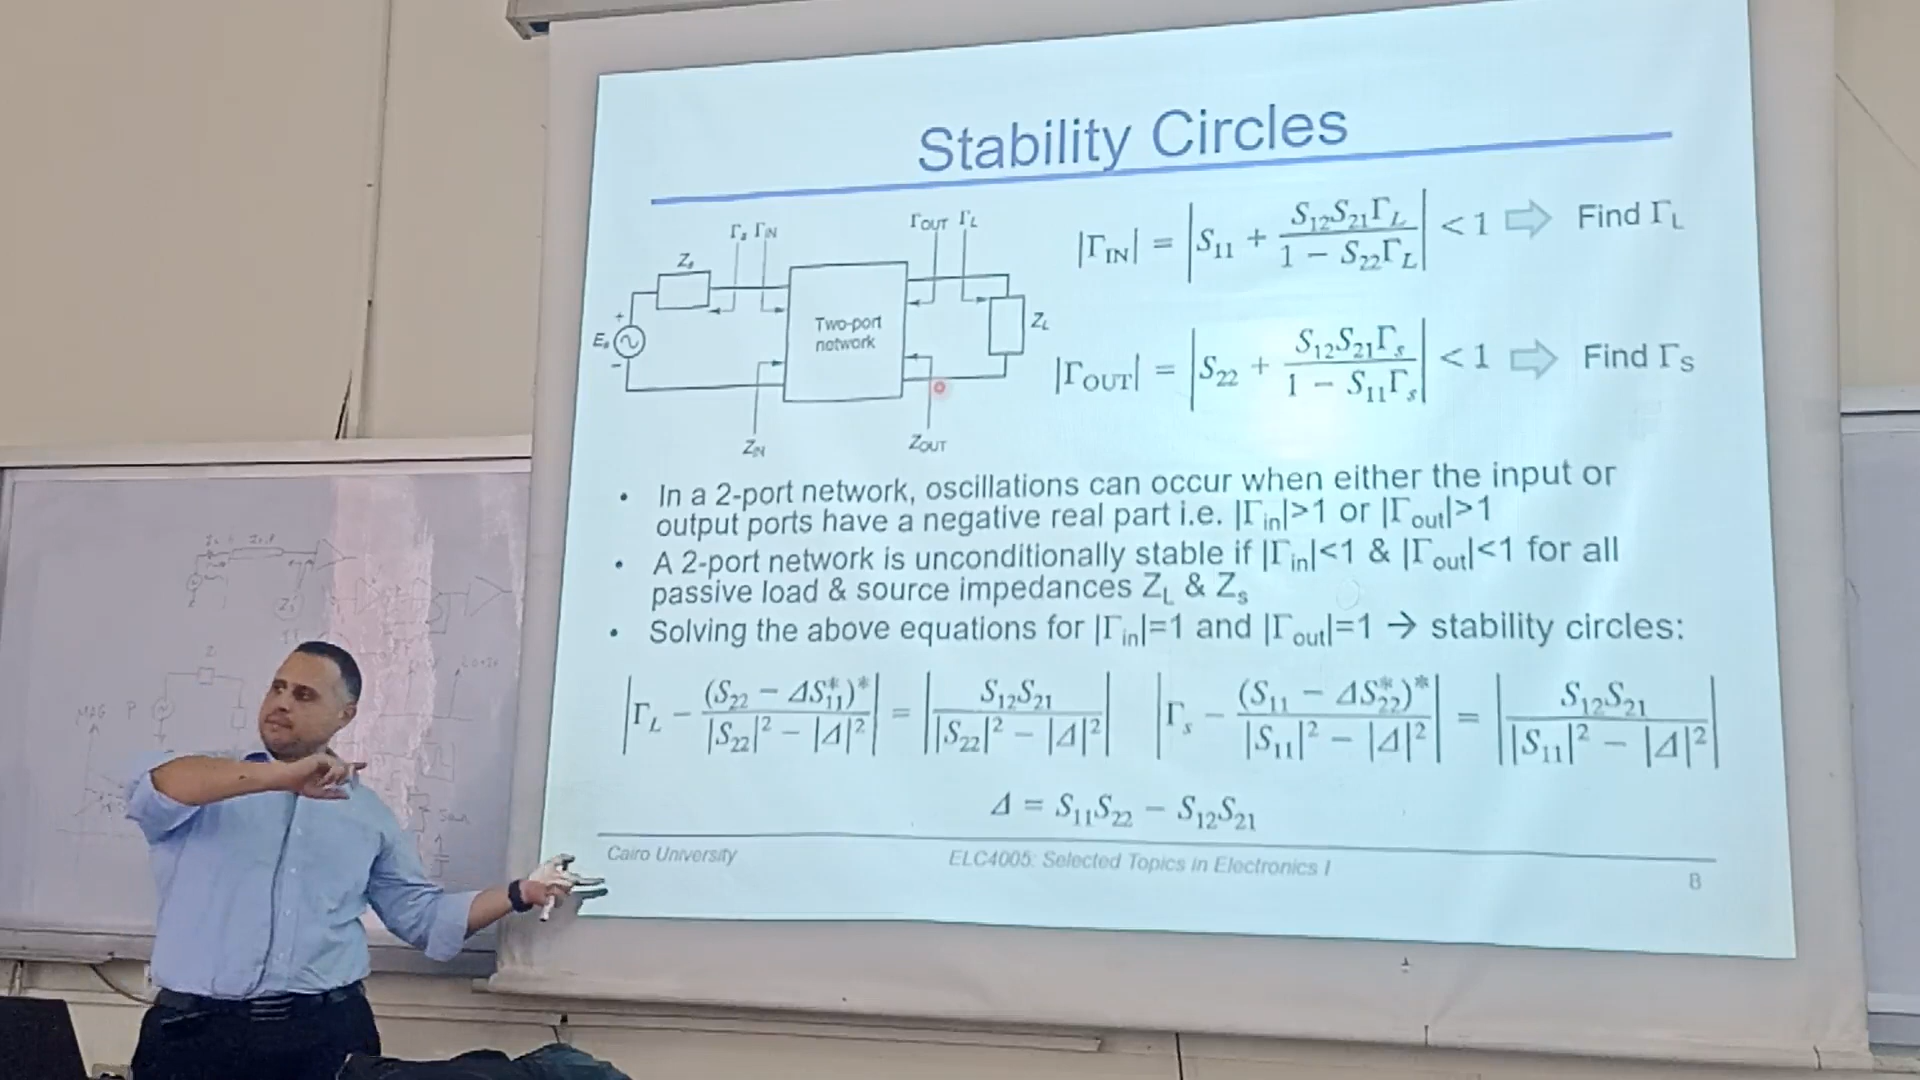 Stability Circles
Γs ΓIN
ΓOUT ΓL
Zs
Es
+
-
Two-port
network
ZL
ZIN
ZOUT
|ΓIN| = |S11 + S12S21ΓL / (1 − S22ΓL)| < 1 ⇨ Find ΓL
|ΓOUT| = |S22 + S12S21Γs / (1 − S11Γs)| < 1 ⇨ Find ΓS
• In a 2-port network, oscillations can occur when either the input or
output ports have a negative real part i.e. |Γin|>1 or |Γout|>1
• A 2-port network is unconditionally stable if |Γin|<1 & |Γout|<1 for all
passive load & source impedances ZL & Zs
• Solving the above equations for |Γin|=1 and |Γout|=1 → stability circles:
|ΓL − (S22 − ΔS11*)* / (|S22|² − |Δ|²)| = |S12S21 / (|S22|² − |Δ|²)| |Γs − (S11 − ΔS22*)* / (|S11|² − |Δ|²)| = |S12S21 / (|S11|² − |Δ|²)|
Δ = S11S22 − S12S21
Cairo University
ELC4005: Selected Topics in Electronics I
8
MAG P